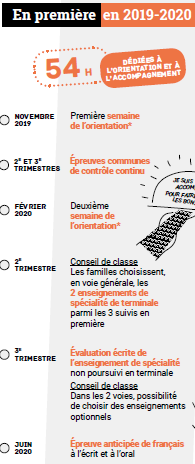 En première en 2019-2020
54 H
DÉDIÉES À
L'ORIENTATION ET À
L'ACCOMPAGNEMENT
NOVEMBRE
2019
Première semaine
de l'orientation*
2E ET 3E
TRIMESTRES
Épreuves communes
de contrôle continu
JE SUIS
ACCOM
POUR FAIRE
LES BON
FÉVRIER
2020
Deuxième
semaine de
l'orientation*
2E
TRIMESTRE
Conseil de classe
Les familles choisissent,
en voie générale, les
2 enseignements de
spécialité de terminale
parmi les 3 suivis en
première
3E
TRIMESTRE
Évaluation écrite de
l'enseignement de spécialité
non poursuivi en terminale
Conseil de classe
Dans les 2 voies, possibilité
de choisir des enseignements
optionnels
JUIN
2020
Épreuve anticipée de français
à l'écrit et à l'oral